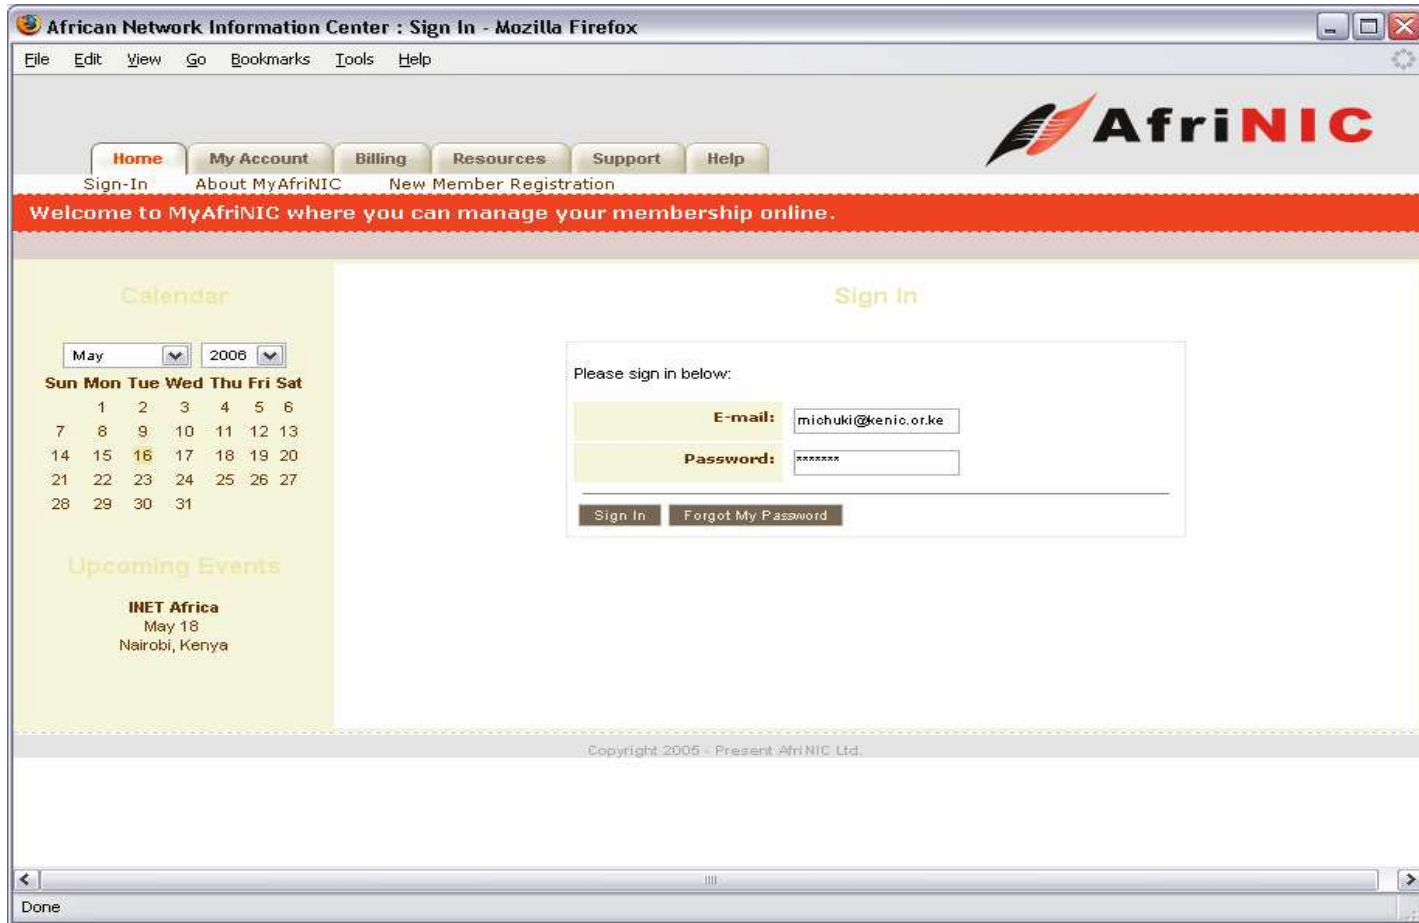 African Network Information Center : Sign In - Mozilla Firefox
File Edit View Go Bookmarks Tools Help
AfriNIC
Home My Account Billing Resources Support Help
Sign-In About MyAfriNIC New Member Registration
Welcome to MyAfriNIC where you can manage your membership online.
Calendar
Sign In
May 2006
Sun Mon Tue Wed Thu Fri Sat
1 2 3 4 5 6
7 8 9 10 11 12 13
14 15 16 17 18 19 20
21 22 23 24 25 26 27
28 29 30 31
Please sign in below:
E-mail: michuki@kenic.or.ke
Password: *******
Sign In Forgot My Password
Upcoming Events
INET Africa
May 18
Nairobi, Kenya
Copyright 2005 - Present AfriNIC Ltd.
Done